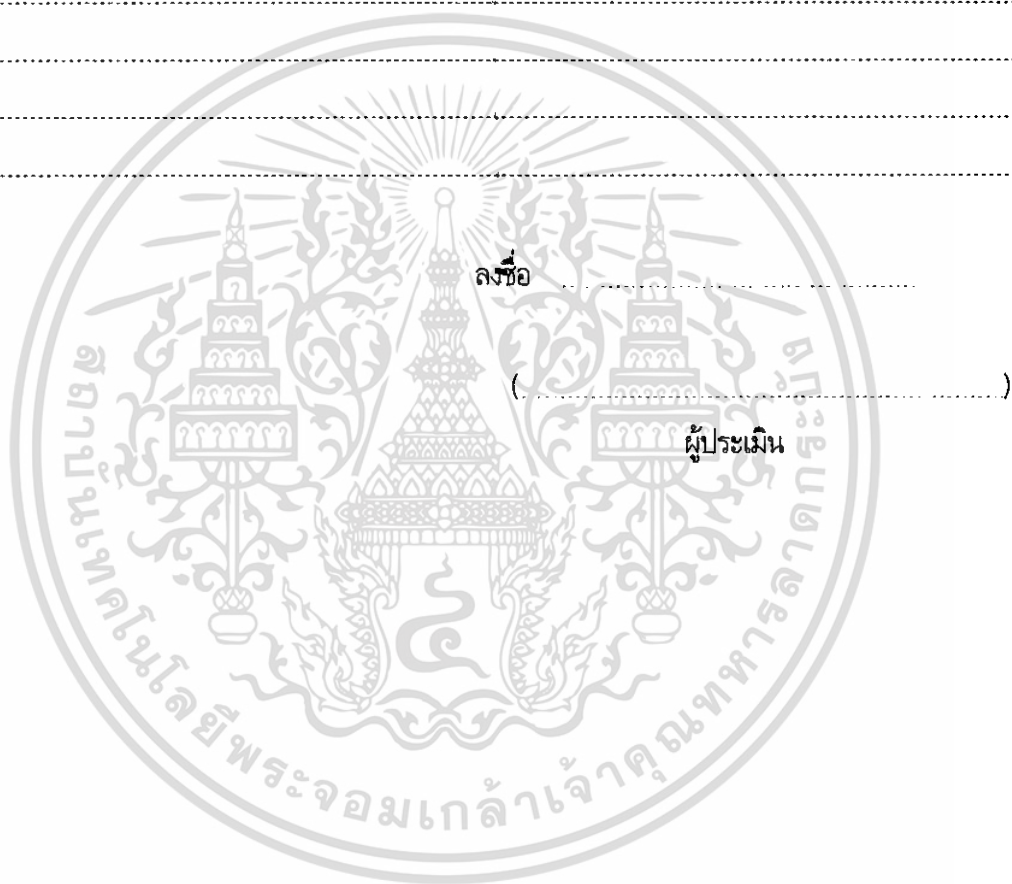 ลงชื่อ ........................................
(........................................)
ผู้ประเมิน
สถาบันเทคโนโลยีพระจอมเกล้าเจ้าคุณทหารลาดกระบัง
๔